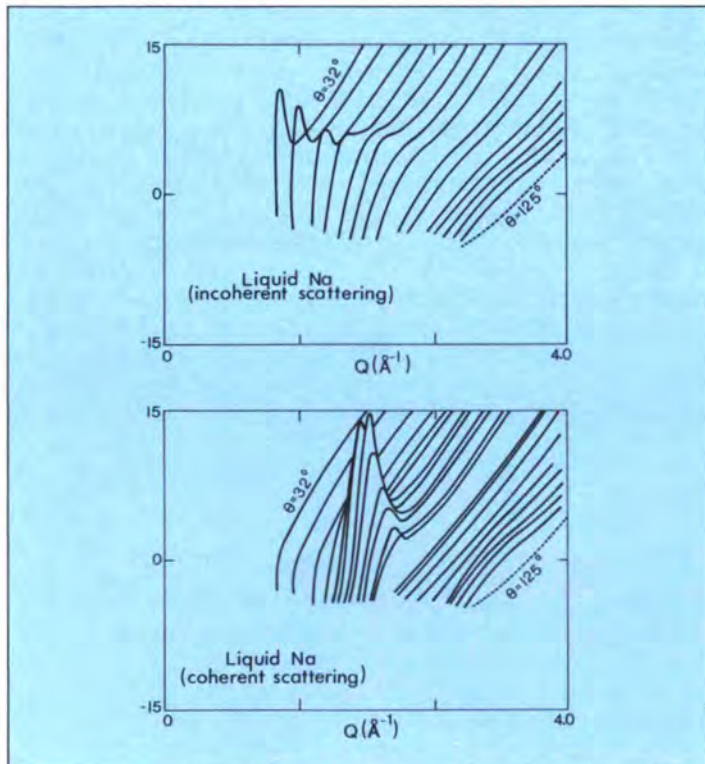 15
θ=32°
0
θ=125°
Liquid Na
(incoherent scattering)
-15
0
4.0
Q(Å⁻¹)
15
θ=32°
0
θ=125°
Liquid Na
(coherent scattering)
-15
0
4.0
Q(Å⁻¹)